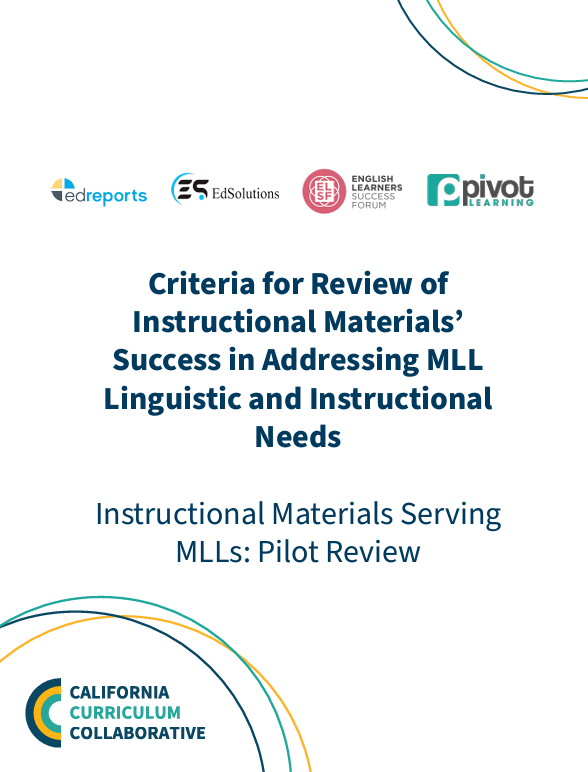 edreports
ES EdSolutions
ELSF
ENGLISH
LEARNERS
SUCCESS
FORUM
pivot
LEARNING
Criteria for Review of
Instructional Materials’
Success in Addressing MLL
Linguistic and Instructional
Needs
Instructional Materials Serving
MLLs: Pilot Review
CALIFORNIA
CURRICULUM
COLLABORATIVE